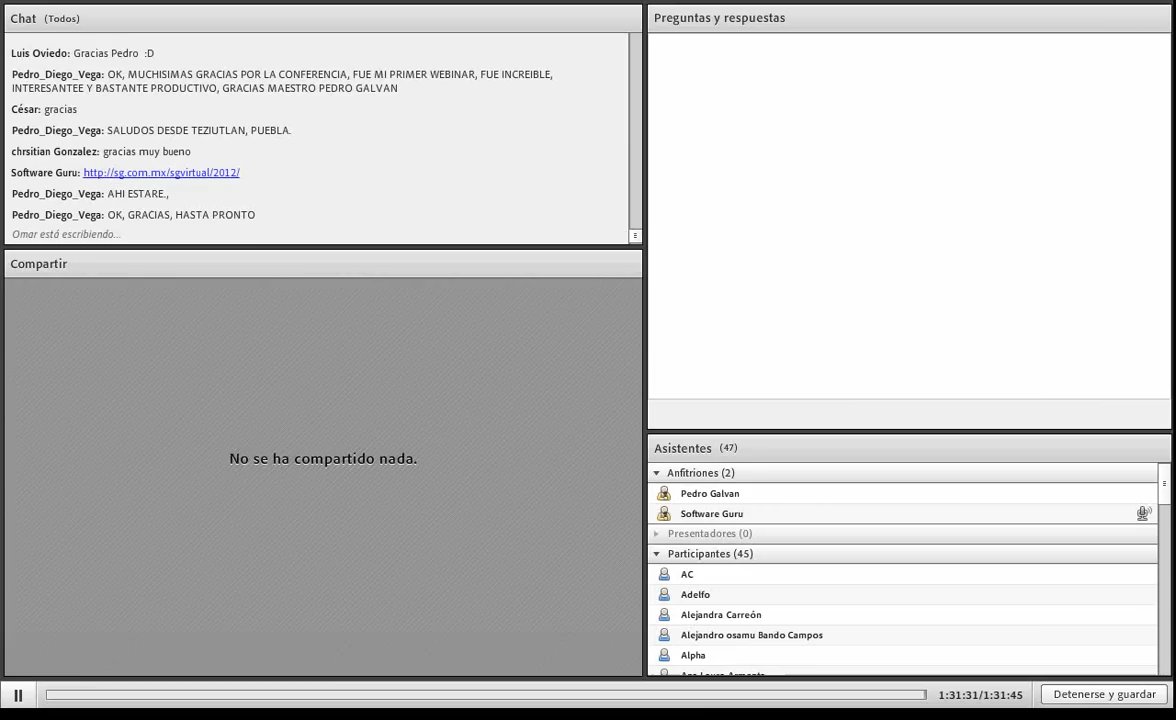 Chat (Todos)
Luis Oviedo: Gracias Pedro :D
Pedro_Diego_Vega: OK, MUCHISIMAS GRACIAS POR LA CONFERENCIA, FUE MI PRIMER WEBINAR, FUE INCREIBLE,
INTERESANTEE Y BASTANTE PRODUCTIVO, GRACIAS MAESTRO PEDRO GALVAN
César: gracias
Pedro_Diego_Vega: SALUDOS DESDE TEZIUTLAN, PUEBLA.
chrsitian Gonzalez: gracias muy bueno
Software Guru: http://sg.com.mx/sgvirtual/2012/
Pedro_Diego_Vega: AHI ESTARE.,
Pedro_Diego_Vega: OK, GRACIAS, HASTA PRONTO
Omar está escribiendo...
Compartir
No se ha compartido nada.
Preguntas y respuestas
Asistentes (47)
Anfitriones (2)
Pedro Galvan
Software Guru
Presentadores (0)
Participantes (45)
AC
Adelfo
Alejandra Carreón
Alejandro osamu Bando Campos
Alpha
1:31:31/1:31:45
Detenerse y guardar